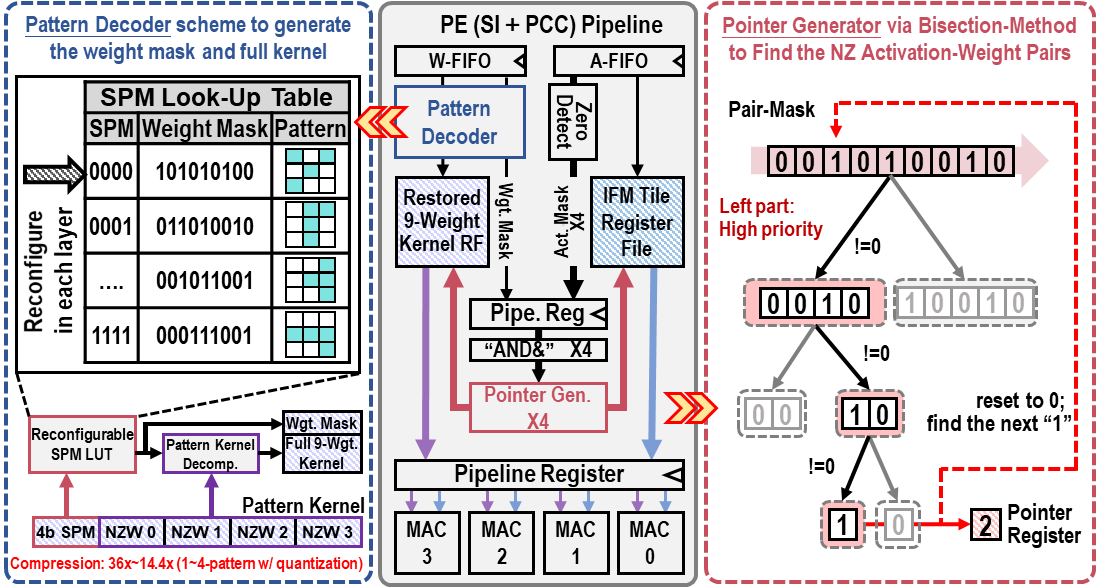 Pattern Decoder scheme to generate
the weight mask and full kernel
SPM Look-Up Table
SPM Weight Mask Pattern
0000 101010100
0001 011010010
.... 001011001
1111 000111001
Reconfigure
in each layer
Reconfigurable
SPM LUT
Pattern Kernel
Decomp.
Wgt. Mask
Full 9-Wgt.
Kernel
Pattern Kernel
4b SPM NZW 0 NZW 1 NZW 2 NZW 3
Compression: 36x~14.4x (1~4-pattern w/ quantization)
PE (SI + PCC) Pipeline
W-FIFO
A-FIFO
Pattern
Decoder
Zero
Detect
Restored
9-Weight
Kernel RF
Wgt. Mask
Act. Mask
X4
IFM Tile
Register
File
Pipe. Reg
“AND&” X4
Pointer Gen.
X4
Pipeline Register
MAC
3
MAC
2
MAC
1
MAC
0
Pointer Generator via Bisection-Method
to Find the NZ Activation-Weight Pairs
Pair-Mask
0 0 1 0 1 0 0 1 0
Left part:
High priority
!=0
0 0 1 0
1 0 0 1 0
!=0
0 0
1 0
reset to 0;
find the next “1”
!=0
1
0
2
Pointer
Register